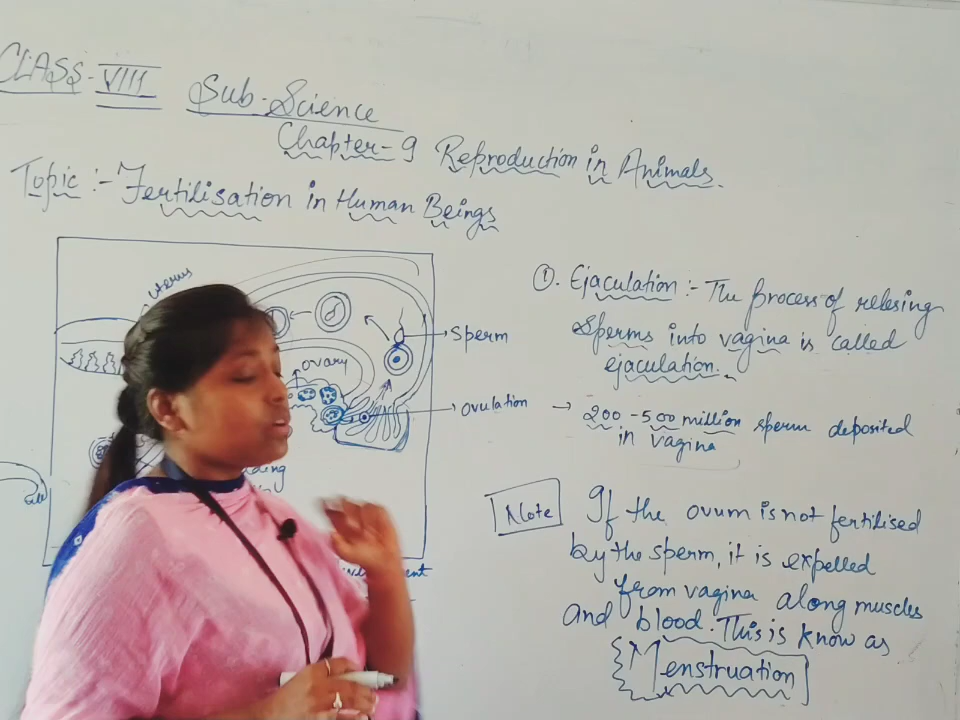 CLASS-VIII
Sub-Science
Chapter-9 Reproduction in Animals.
Topic :- Fertilisation in Human Beings
uterus
ovary
sperm
ovulation
① Ejaculation :- The process of relesing
sperms into vagina is called
ejaculation.
→ 200-500 million sperm deposited
in vagina
Note
If the ovum is not fertilised
by the sperm, it is expelled
from vagina along muscles
and blood. This is know as
Menstruation